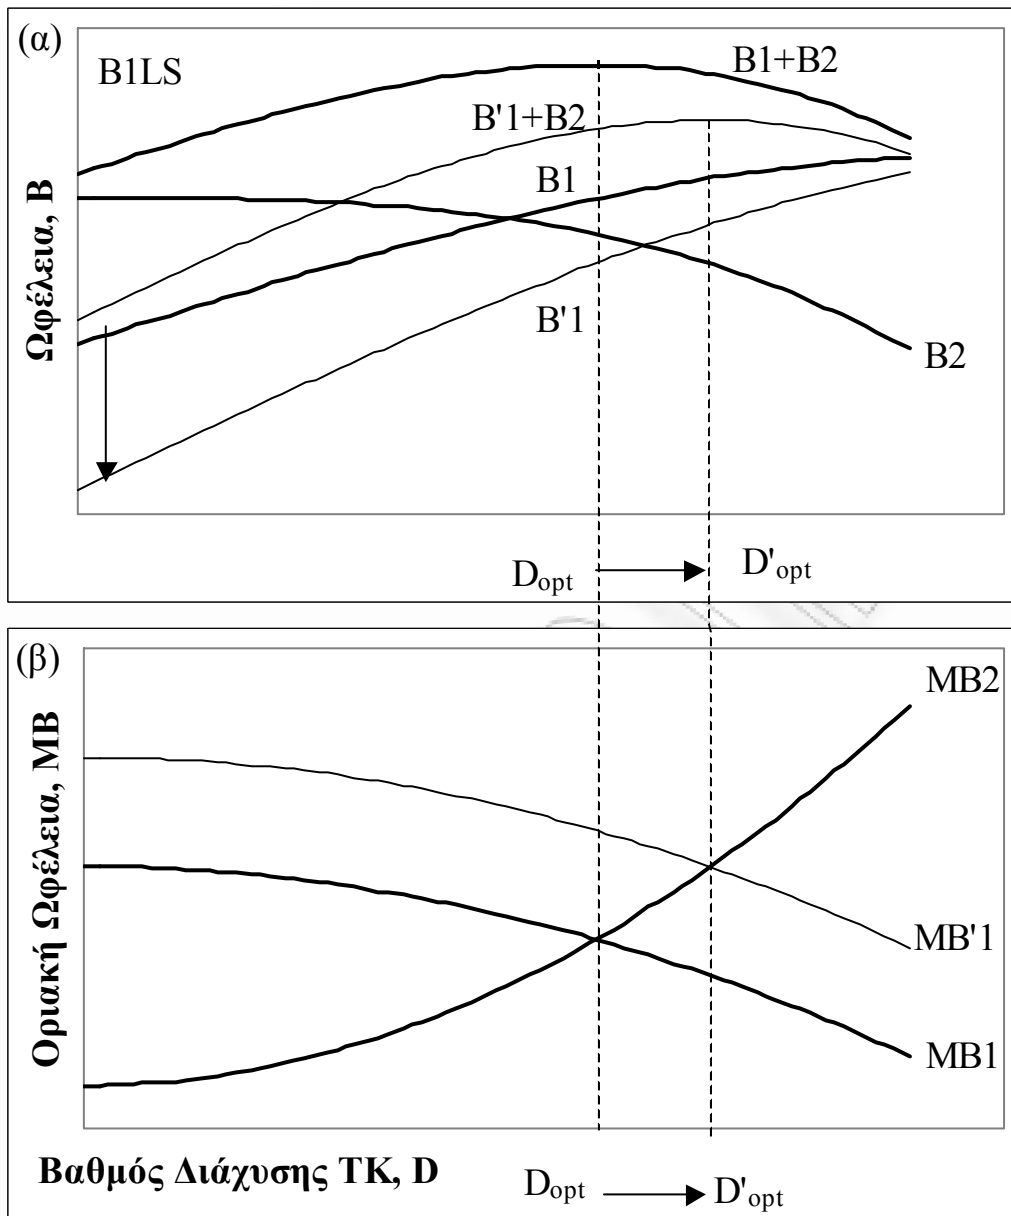 (α)
B1LS
B1+B2
B'1+B2
B1
B'1
B2
Ωφέλεια, Β
Dopt
D'opt
(β)
MB2
MB'1
MB1
Οριακή Ωφέλεια, MB
Βαθμός Διάχυσης ΤΚ, D
Dopt
D'opt